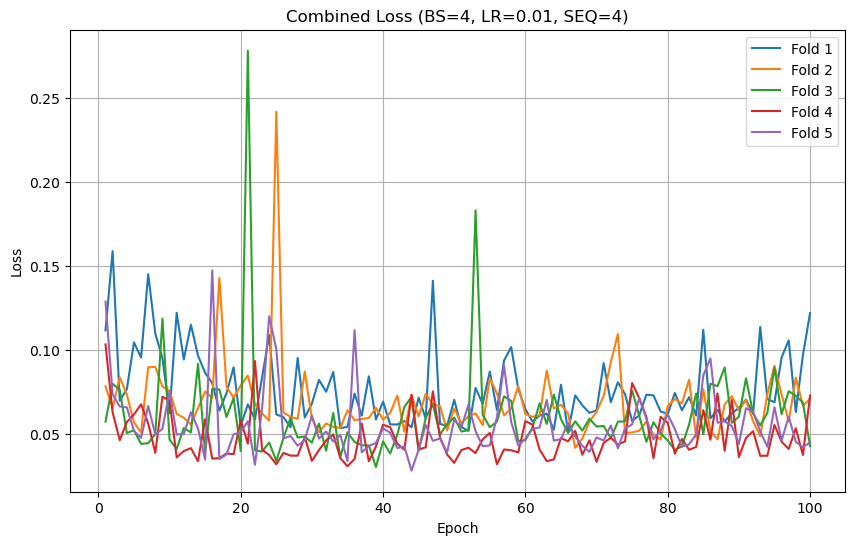 Combined Loss (BS=4, LR=0.01, SEQ=4)
Fold 1
Fold 2
Fold 3
Fold 4
Fold 5
Loss
0.25
0.20
0.15
0.10
0.05
0
20
40
60
80
100
Epoch